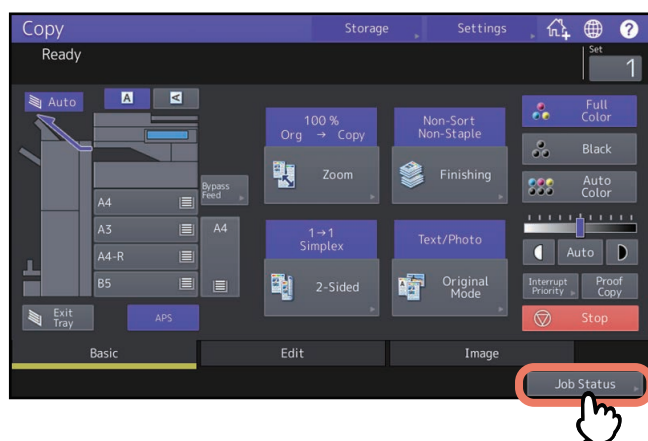 Copy
Storage
Settings
?
Ready
Set
1
Auto
A
A
Full
Color
100 %
Org → Copy
Non-Sort
Non-Staple
Black
Zoom
Finishing
Auto
Color
A4
Bypass
Feed
A3
A4
A4-R
B5
1→1
Simplex
Text/Photo
Auto
2-Sided
Original
Mode
Interrupt
Priority
Proof
Copy
Exit
Tray
APS
Stop
Basic
Edit
Image
Job Status